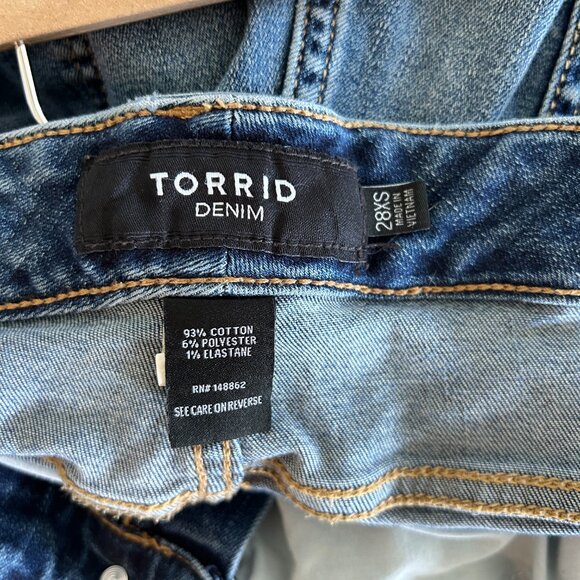 TORRID
DENIM
28XS
MADE IN
VIETNAM
93% COTTON
6% POLYESTER
1% ELASTANE
RN# 148862
SEE CARE ON REVERSE